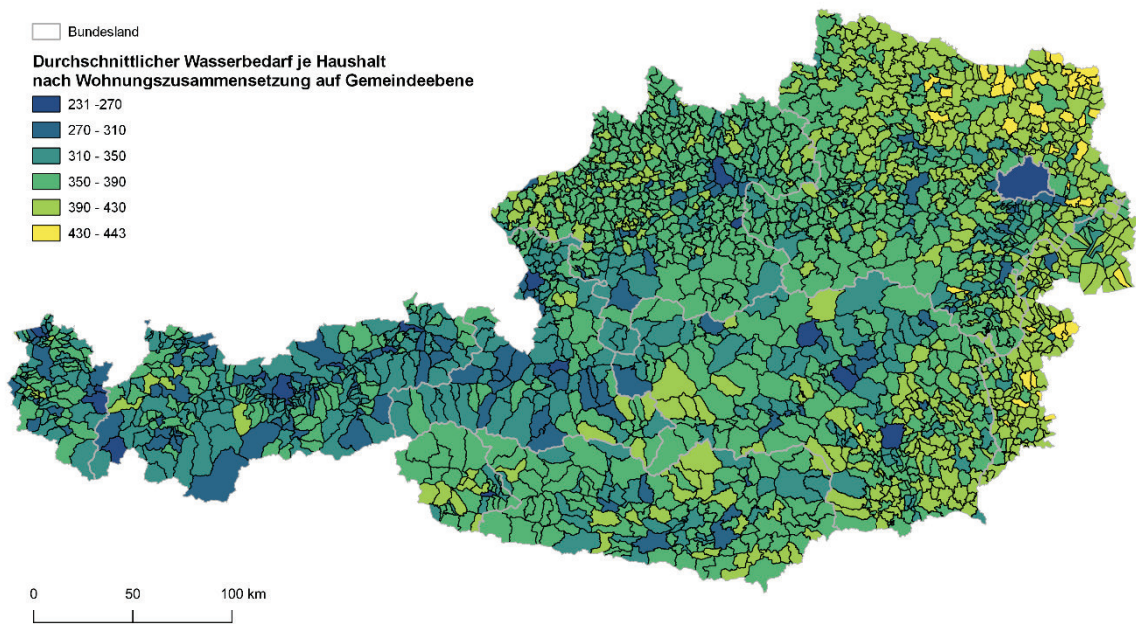 Bundesland
Durchschnittlicher Wasserbedarf je Haushalt
nach Wohnungszusammensetzung auf Gemeindeebene
231 -270
270 - 310
310 - 350
350 - 390
390 - 430
430 - 443
0 50 100 km